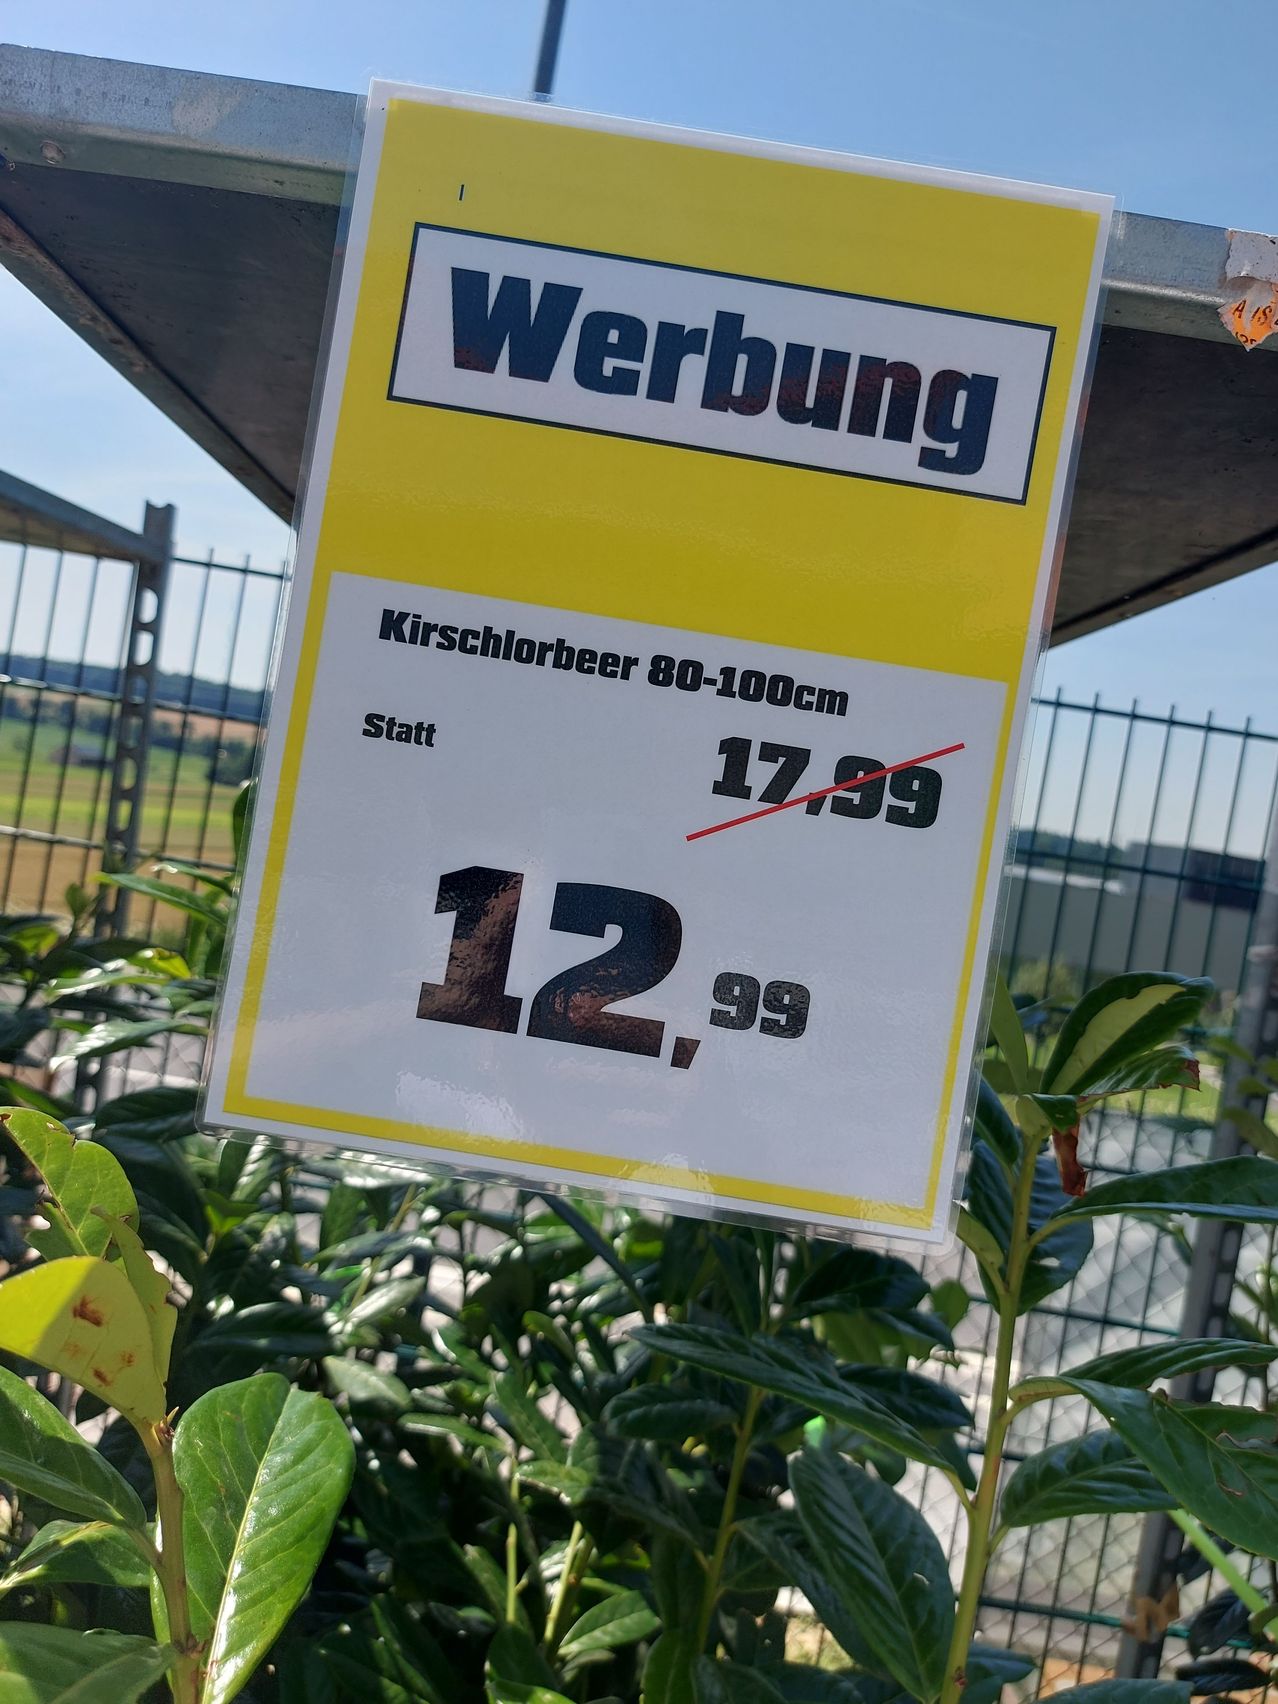 Werbung
Kirschlorbeer 80-100cm
Statt 17,99
12,99